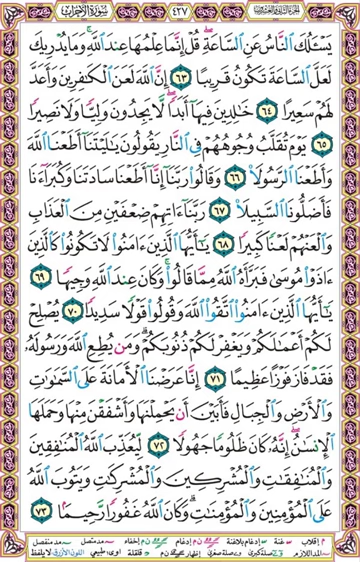 الجزء الثاني والعشرون ٤٢٧ سورة الأحزاب
يَسْـَٔلُكَ ٱلنَّاسُ عَنِ ٱلسَّاعَةِ ۖ قُلْ إِنَّمَا عِلْمُهَا عِندَ ٱللَّهِ ۚ وَمَا يُدْرِيكَ
لَعَلَّ ٱلسَّاعَةَ تَكُونُ قَرِيبًا ٦٣ إِنَّ ٱللَّهَ لَعَنَ ٱلْكَٰفِرِينَ وَأَعَدَّ
لَهُمْ سَعِيرًا ٦٤ خَٰلِدِينَ فِيهَآ أَبَدًا ۖ لَّا يَجِدُونَ وَلِيًّا وَلَا نَصِيرًا
٦٥ يَوْمَ تُقَلَّبُ وُجُوهُهُمْ فِى ٱلنَّارِ يَقُولُونَ يَٰلَيْتَنَآ أَطَعْنَا ٱللَّهَ
وَأَطَعْنَا ٱلرَّسُولَا۠ ٦٦ وَقَالُوا۟ رَبَّنَآ إِنَّآ أَطَعْنَا سَادَتَنَا وَكُبَرَآءَنَا
فَأَضَلُّونَا ٱلسَّبِيلَا۠ ٦٧ رَبَّنَآ ءَاتِهِمْ ضِعْفَيْنِ مِنَ ٱلْعَذَابِ
وَٱلْعَنْهُمْ لَعْنًا كَبِيرًا ٦٨ يَٰٓأَيُّهَا ٱلَّذِينَ ءَامَنُوا۟ لَا تَكُونُوا۟ كَٱلَّذِينَ
ءَاذَوْا۟ مُوسَىٰ فَبَرَّأَهُ ٱللَّهُ مِمَّا قَالُوا۟ ۚ وَكَانَ عِندَ ٱللَّهِ وَجِيهًا ٦٩
يَٰٓأَيُّهَا ٱلَّذِينَ ءَامَنُوا۟ ٱتَّقُوا۟ ٱللَّهَ وَقُولُوا۟ قَوْلًا سَدِيدًا ٧٠ يُصْلِحْ
لَكُمْ أَعْمَٰلَكُمْ وَيَغْفِرْ لَكُمْ ذُنُوبَكُمْ ۗ وَمَن يُطِعِ ٱللَّهَ وَرَسُولَهُۥ
فَقَدْ فَازَ فَوْزًا عَظِيمًا ٧١ إِنَّا عَرَضْنَا ٱلْأَمَانَةَ عَلَى ٱلسَّمَٰوَٰتِ
وَٱلْأَرْضِ وَٱلْجِبَالِ فَأَبَيْنَ أَن يَحْمِلْنَهَا وَأَشْفَقْنَ مِنْهَا وَحَمَلَهَا
ٱلْإِنسَٰنُ ۖ إِنَّهُۥ كَانَ ظَلُومًا جَهُولًا ٧٢ لِّيُعَذِّبَ ٱللَّهُ ٱلْمُنَٰفِقِينَ
وَٱلْمُنَٰفِقَٰتِ وَٱلْمُشْرِكِينَ وَٱلْمُشْرِكَٰتِ وَيَتُوبَ ٱللَّهُ
عَلَى ٱلْمُؤْمِنِينَ وَٱلْمُؤْمِنَٰتِ ۗ وَكَانَ ٱللَّهُ غَفُورًا رَّحِيمًا ٧٣